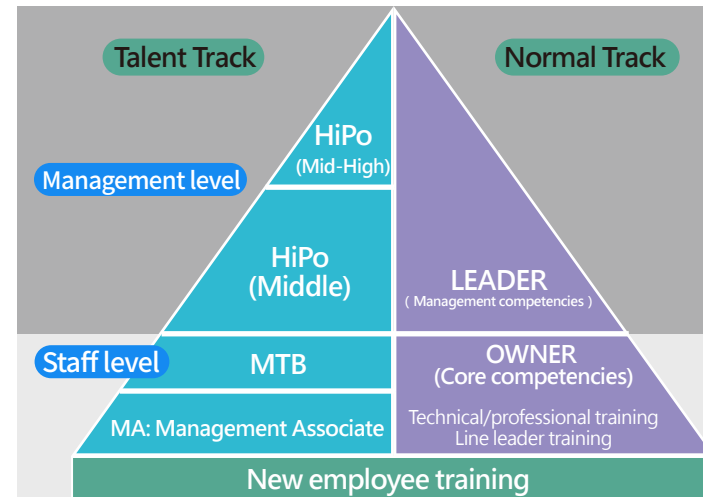 Talent Track
Normal Track
HiPo
(Mid-High)
Management level
HiPo
(Middle)
LEADER
( Management competencies )
Staff level
MTB
OWNER
(Core competencies)
MA: Management Associate
Technical/professional training
Line leader training
New employee training